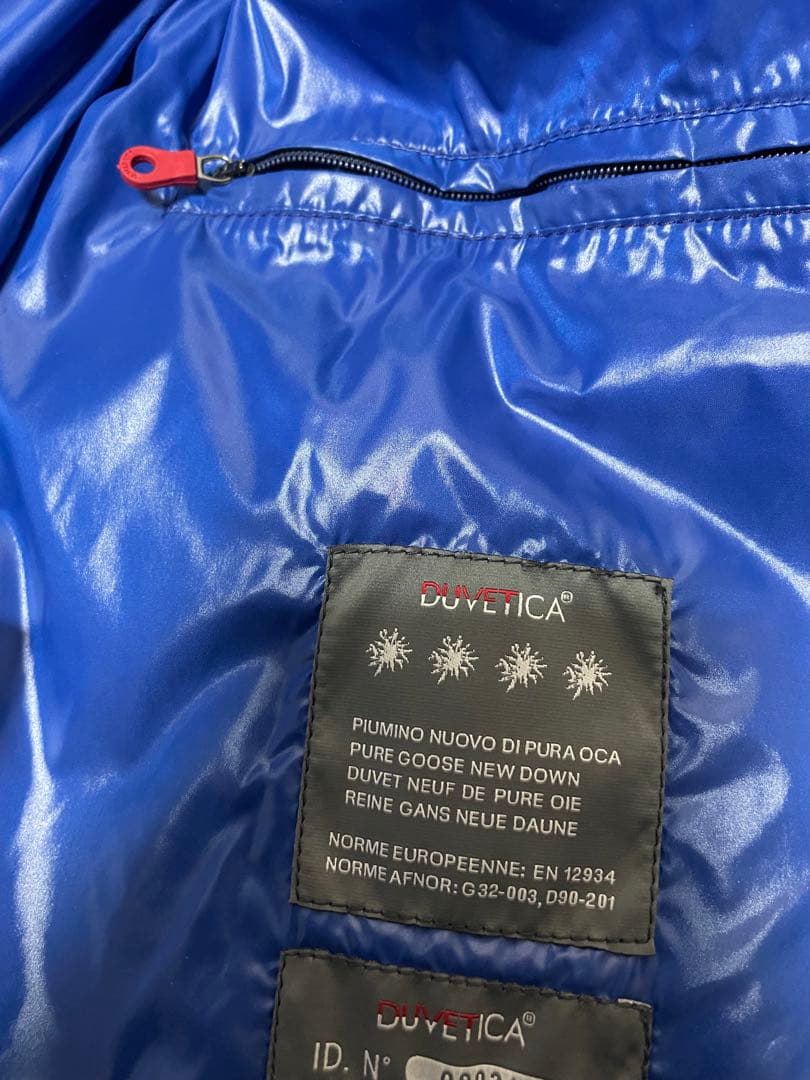 DUVETICA®
PIUMINO NUOVO DI PURA OCA
PURE GOOSE NEW DOWN
DUVET NEUF DE PURE OIE
REINE GANS NEUE DAUNE
NORME EUROPEENNE: EN 12934
NORME AFNOR: G32-003, D90-201
DUVETICA®
ID. N°